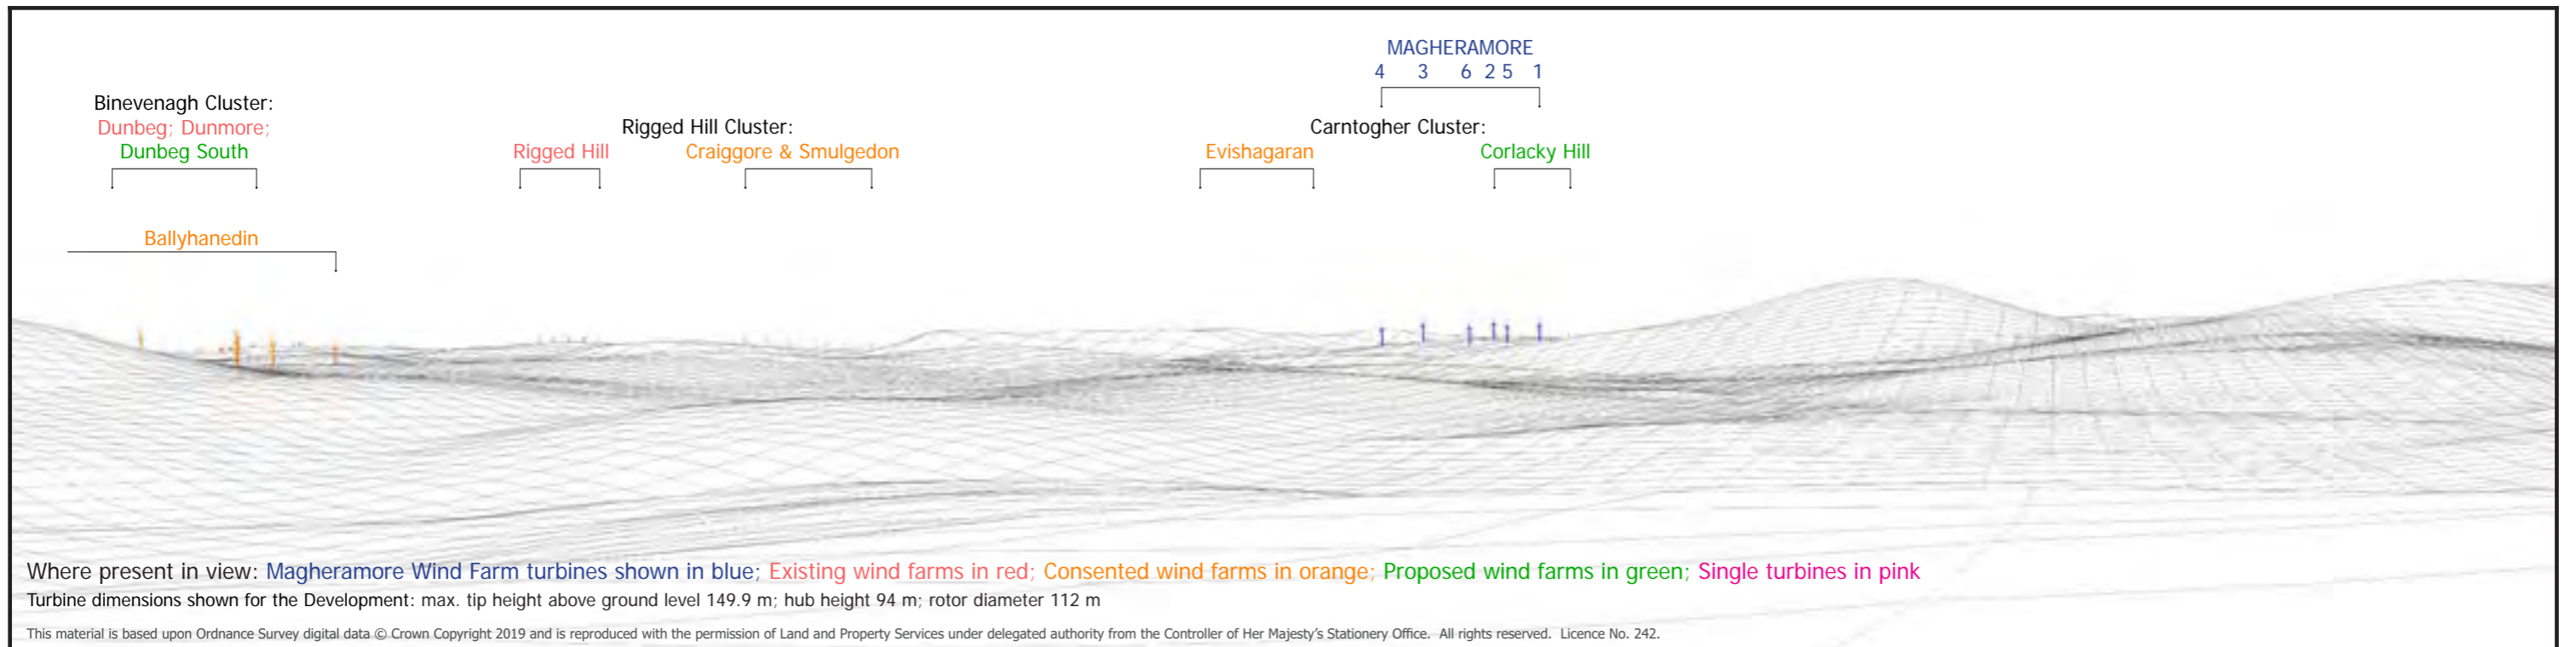 MAGHERAMORE
4 3 6 2 5 1
Binevenagh Cluster:
Dunbeg; Dunmore;
Dunbeg South
Rigged Hill Cluster:
Rigged Hill
Craiggore & Smulgedon
Carntogher Cluster:
Evishagaran
Corlacky Hill
Ballyhanedin
Where present in view: Magheramore Wind Farm turbines shown in blue; Existing wind farms in red; Consented wind farms in orange; Proposed wind farms in green; Single turbines in pink
Turbine dimensions shown for the Development: max. tip height above ground level 149.9 m; hub height 94 m; rotor diameter 112 m
This material is based upon Ordnance Survey digital data © Crown Copyright 2019 and is reproduced with the permission of Land and Property Services under delegated authority from the Controller of Her Majesty's Stationery Office. All rights reserved. Licence No. 242.